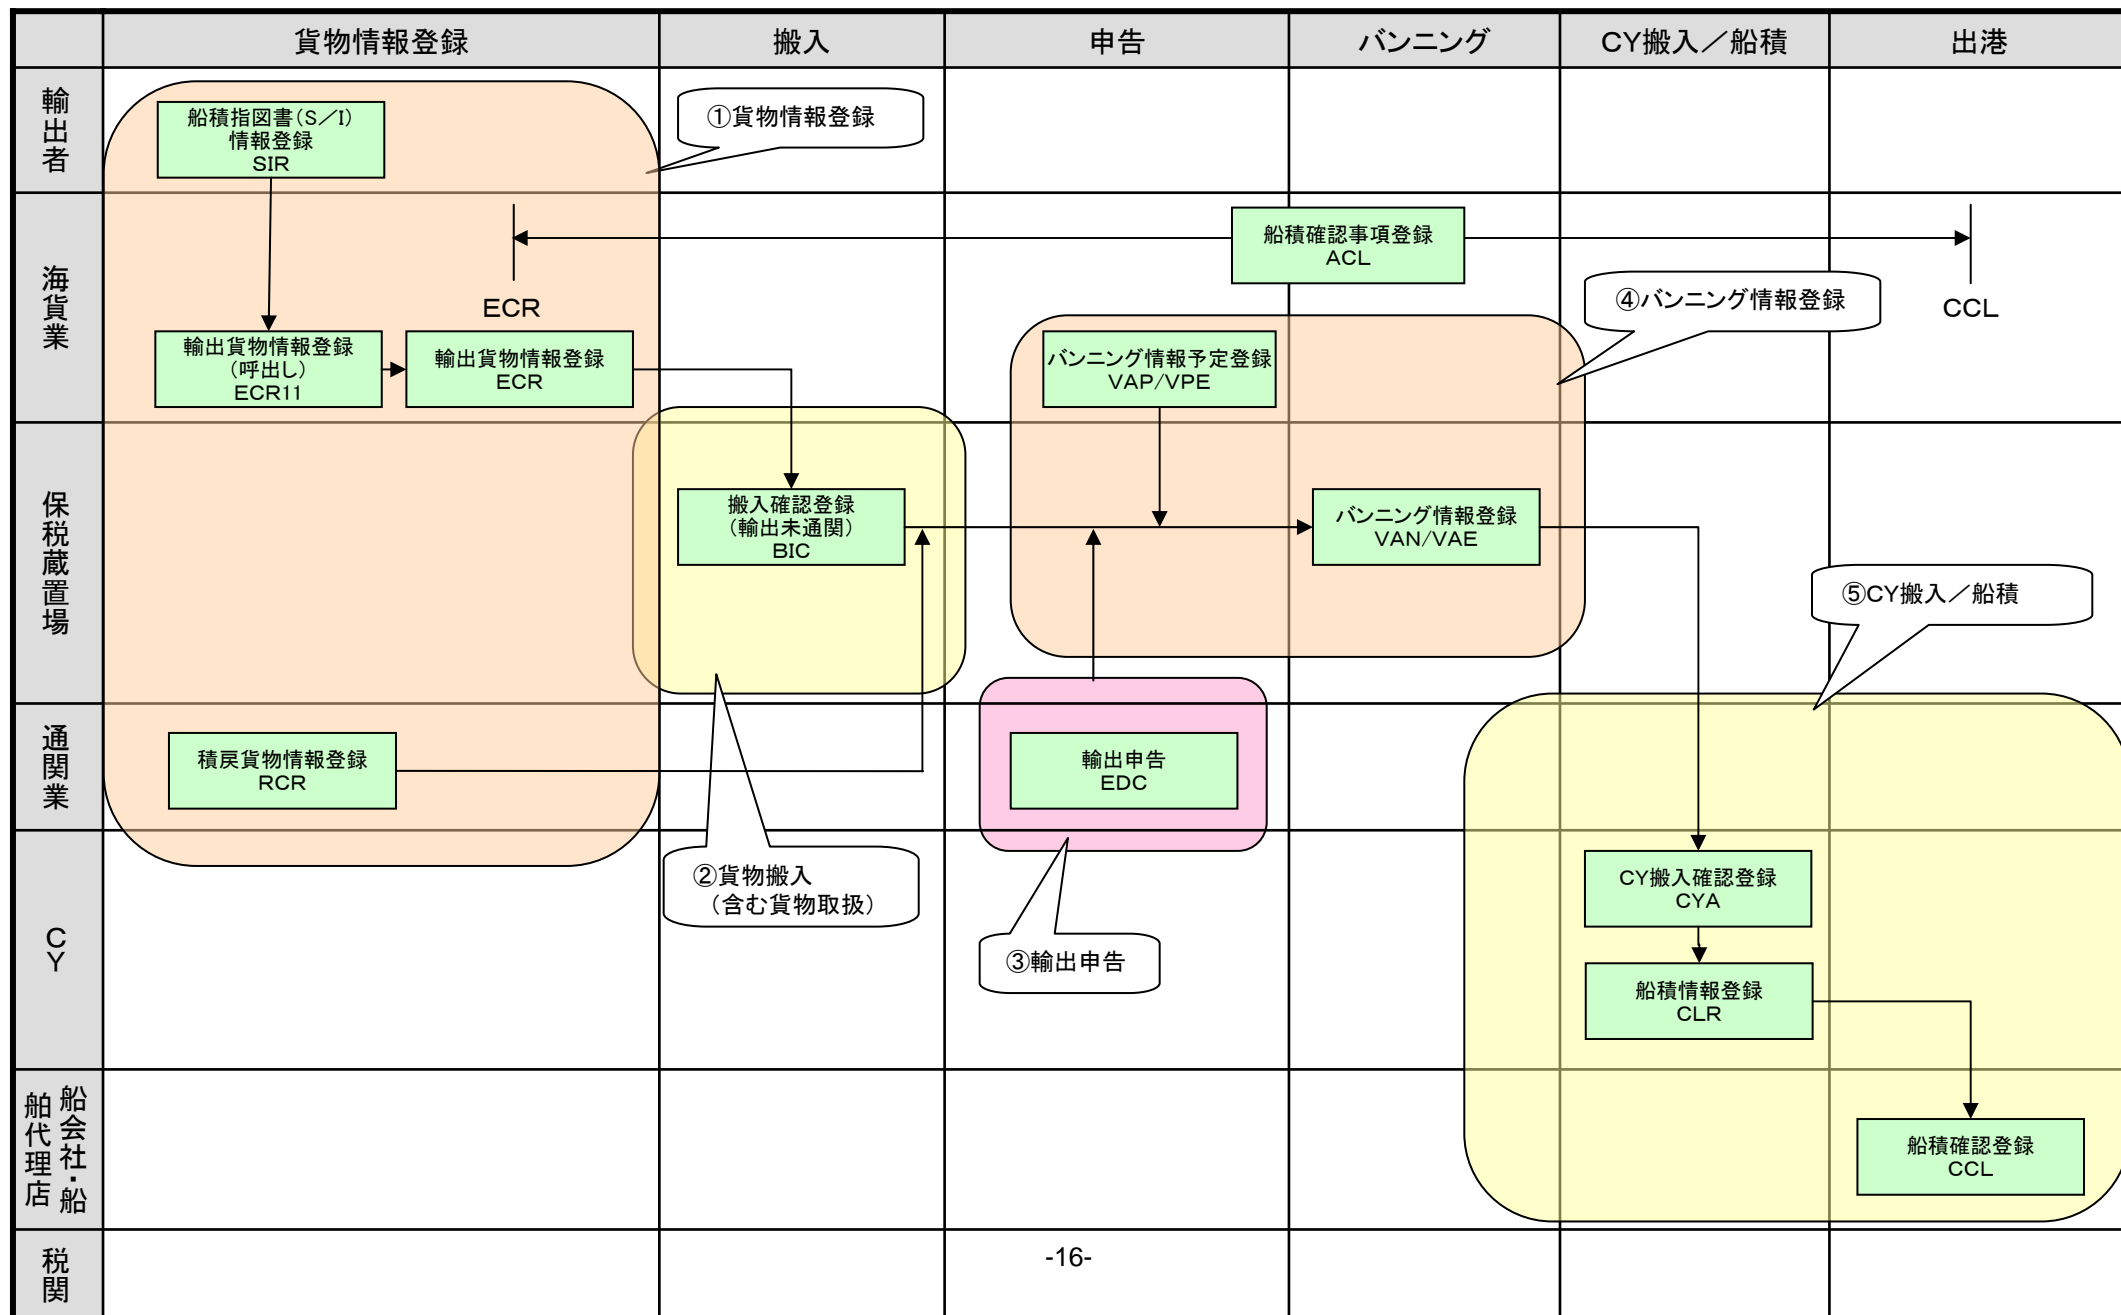 貨物情報登録
搬入
申告
バンニング
CY搬入／船積
出港
輸出者
船積指図書(S／I)
情報登録
SIR
①貨物情報登録
海貨業
ECR
船積確認事項登録
ACL
CCL
④バンニング情報登録
輸出貨物情報登録
（呼出し）
ECR11
輸出貨物情報登録
ECR
バンニング情報予定登録
VAP/VPE
保税蔵置場
搬入確認登録
（輸出未通関）
BIC
バンニング情報登録
VAN/VAE
⑤CY搬入／船積
通関業
積戻貨物情報登録
RCR
輸出申告
EDC
CY
②貨物搬入
（含む貨物取扱）
③輸出申告
CY搬入確認登録
CYA
船積情報登録
CLR
船会社・船
舶代理店
船積確認登録
CCL
税関
-16-